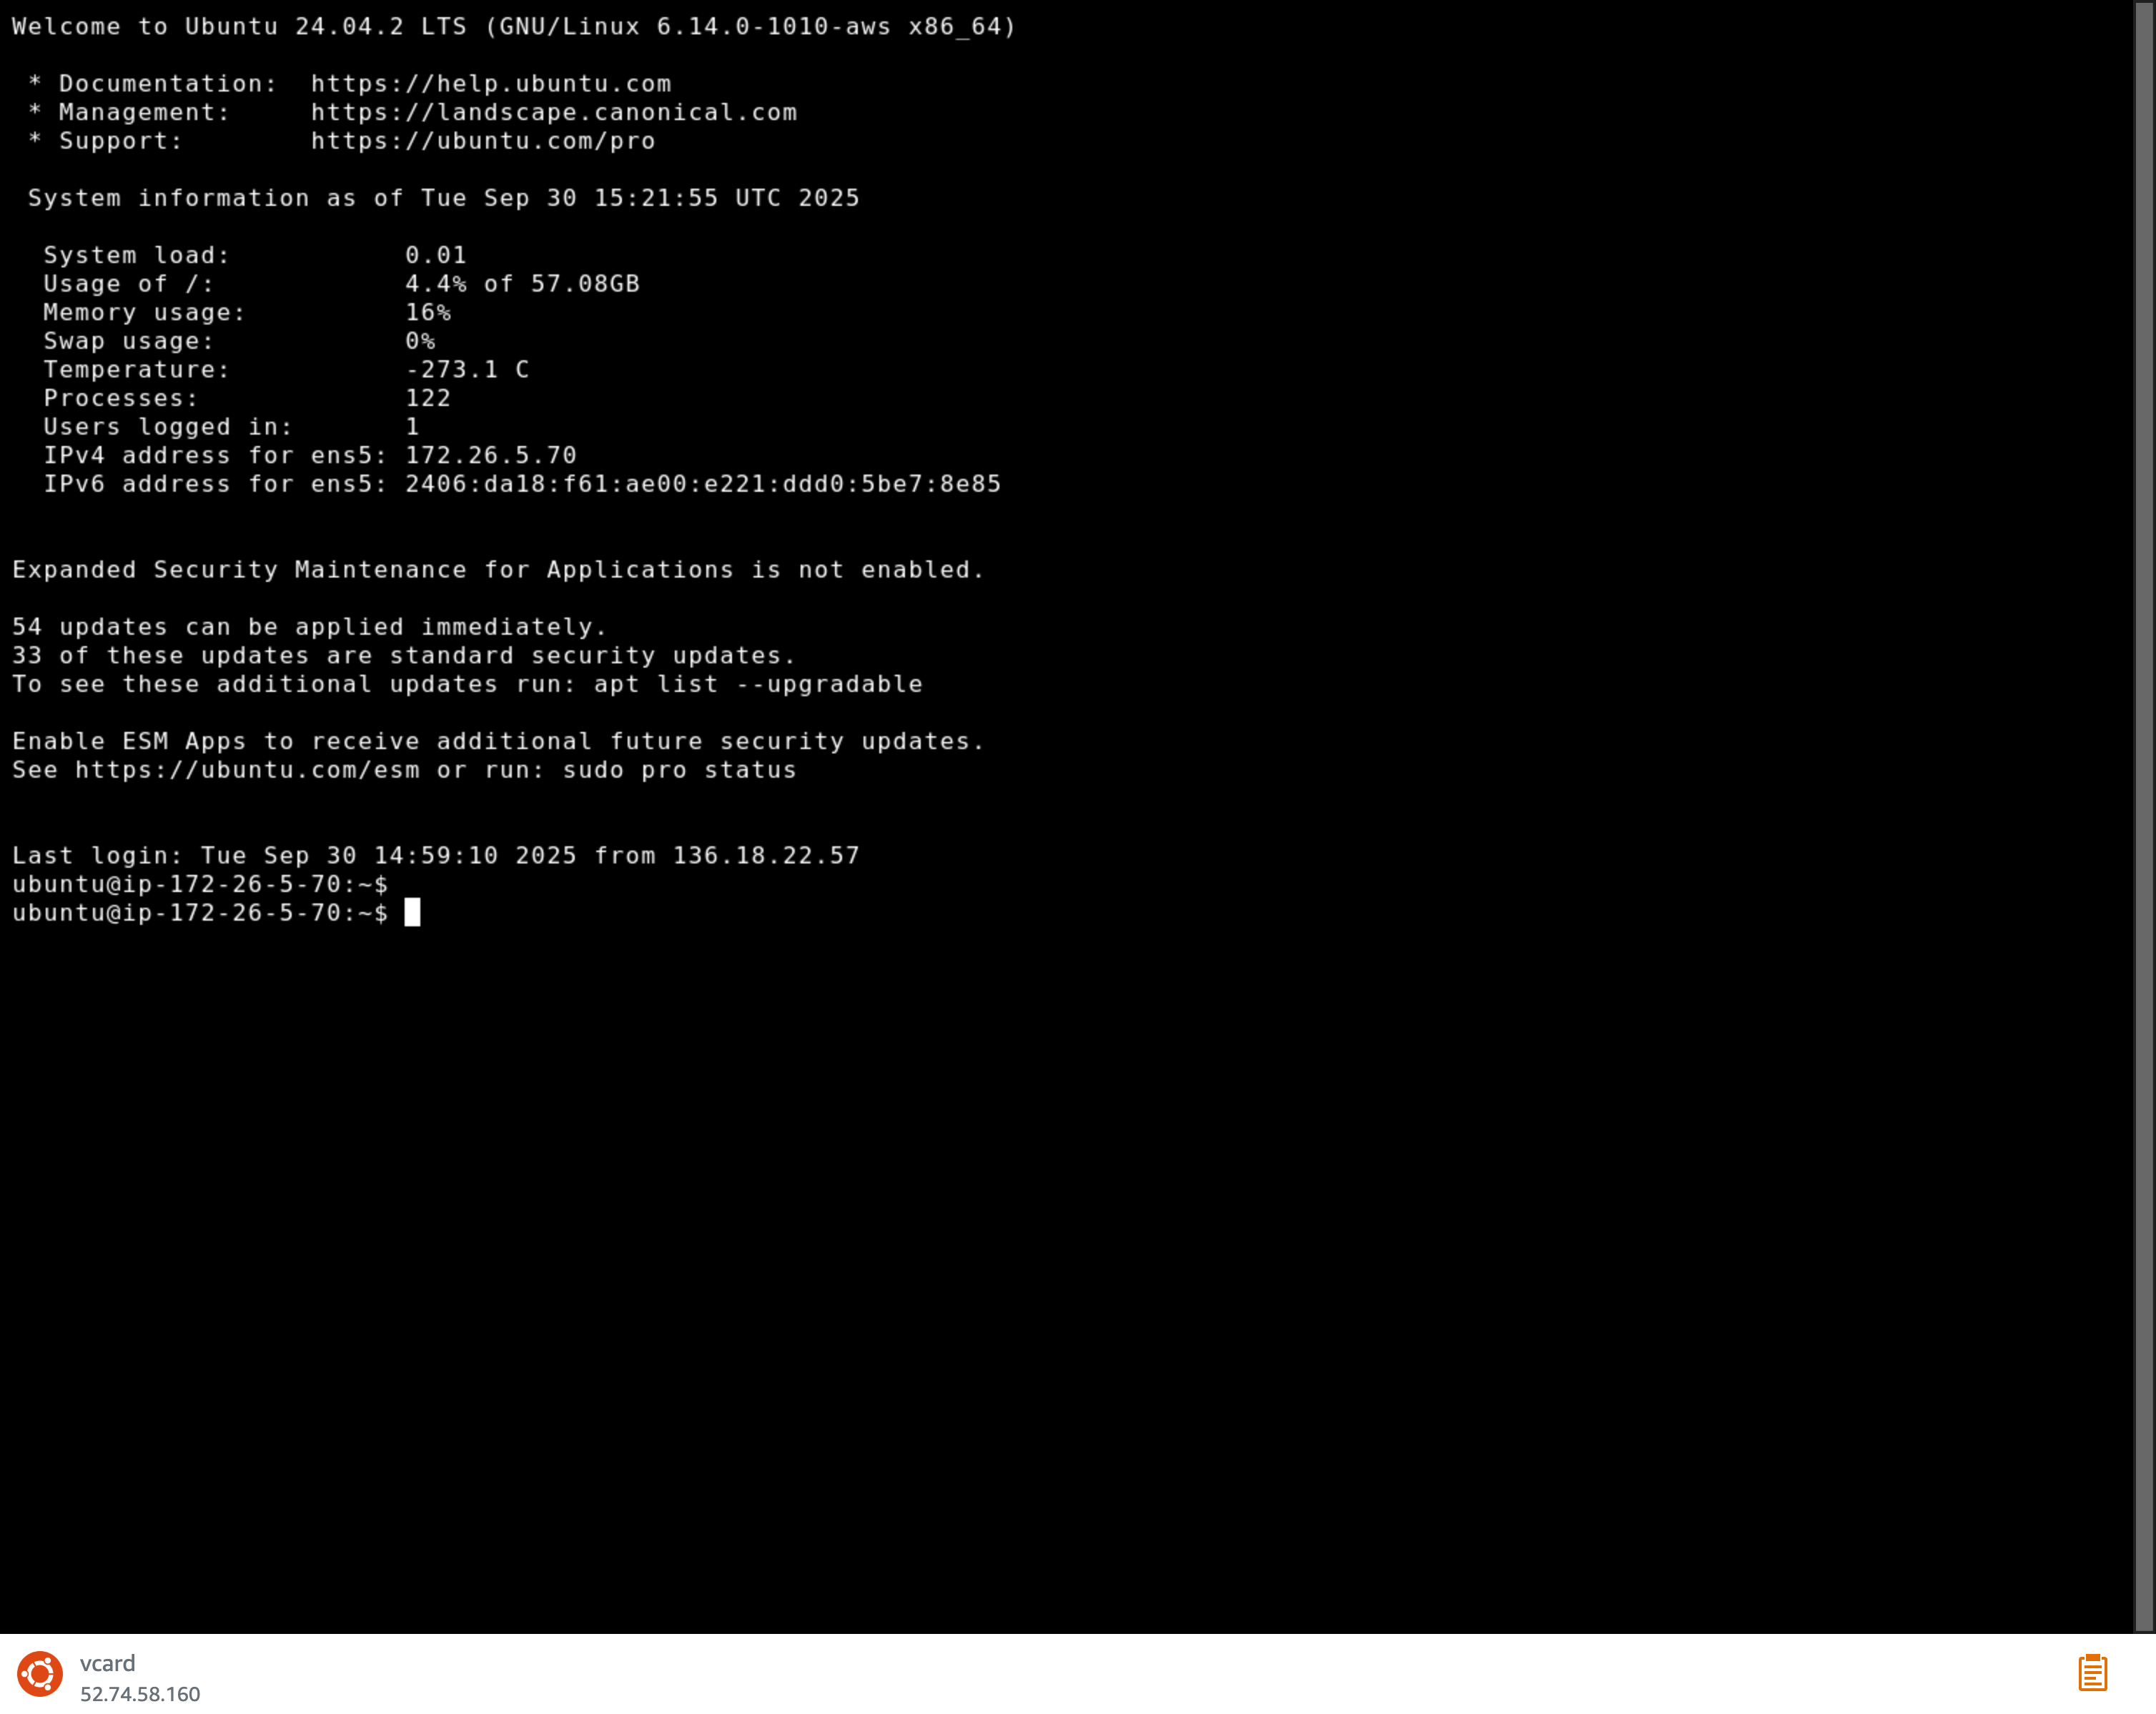 Welcome to Ubuntu 24.04.2 LTS (GNU/Linux 6.14.0-1010-aws x86_64)
* Documentation:  https://help.ubuntu.com
* Management:     https://landscape.canonical.com
* Support:        https://ubuntu.com/pro
System information as of Tue Sep 30 15:21:55 UTC 2025
System load:           0.01
Usage of /:            4.4% of 57.08GB
Memory usage:          16%
Swap usage:            0%
Temperature:           -273.1 C
Processes:             122
Users logged in:       1
IPv4 address for ens5: 172.26.5.70
IPv6 address for ens5: 2406:da18:f61:ae00:e221:ddd0:5be7:8e85
Expanded Security Maintenance for Applications is not enabled.
54 updates can be applied immediately.
33 of these updates are standard security updates.
To see these additional updates run: apt list --upgradable
Enable ESM Apps to receive additional future security updates.
See https://ubuntu.com/esm or run: sudo pro status
Last login: Tue Sep 30 14:59:10 2025 from 136.18.22.57
ubuntu@ip-172-26-5-70:~$
ubuntu@ip-172-26-5-70:~$
vcard
52.74.58.160